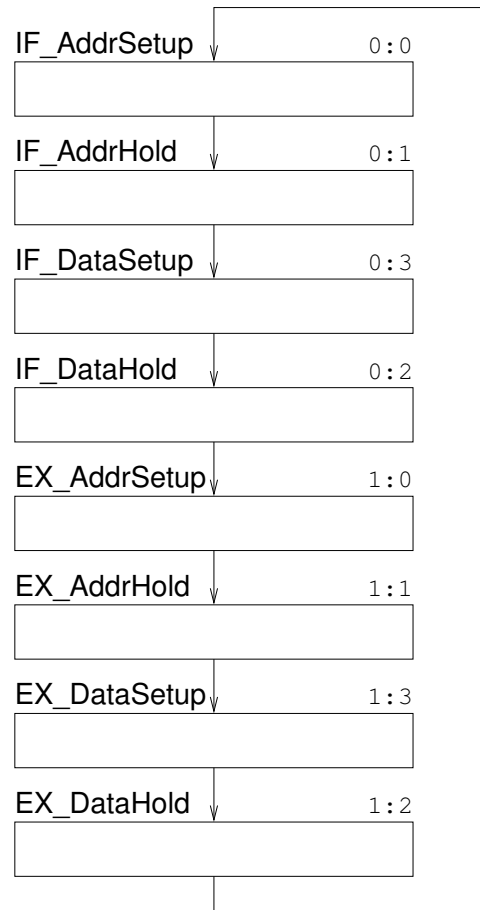 IF_AddrSetup 0:0
IF_AddrHold 0:1
IF_DataSetup 0:3
IF_DataHold 0:2
EX_AddrSetup 1:0
EX_AddrHold 1:1
EX_DataSetup 1:3
EX_DataHold 1:2